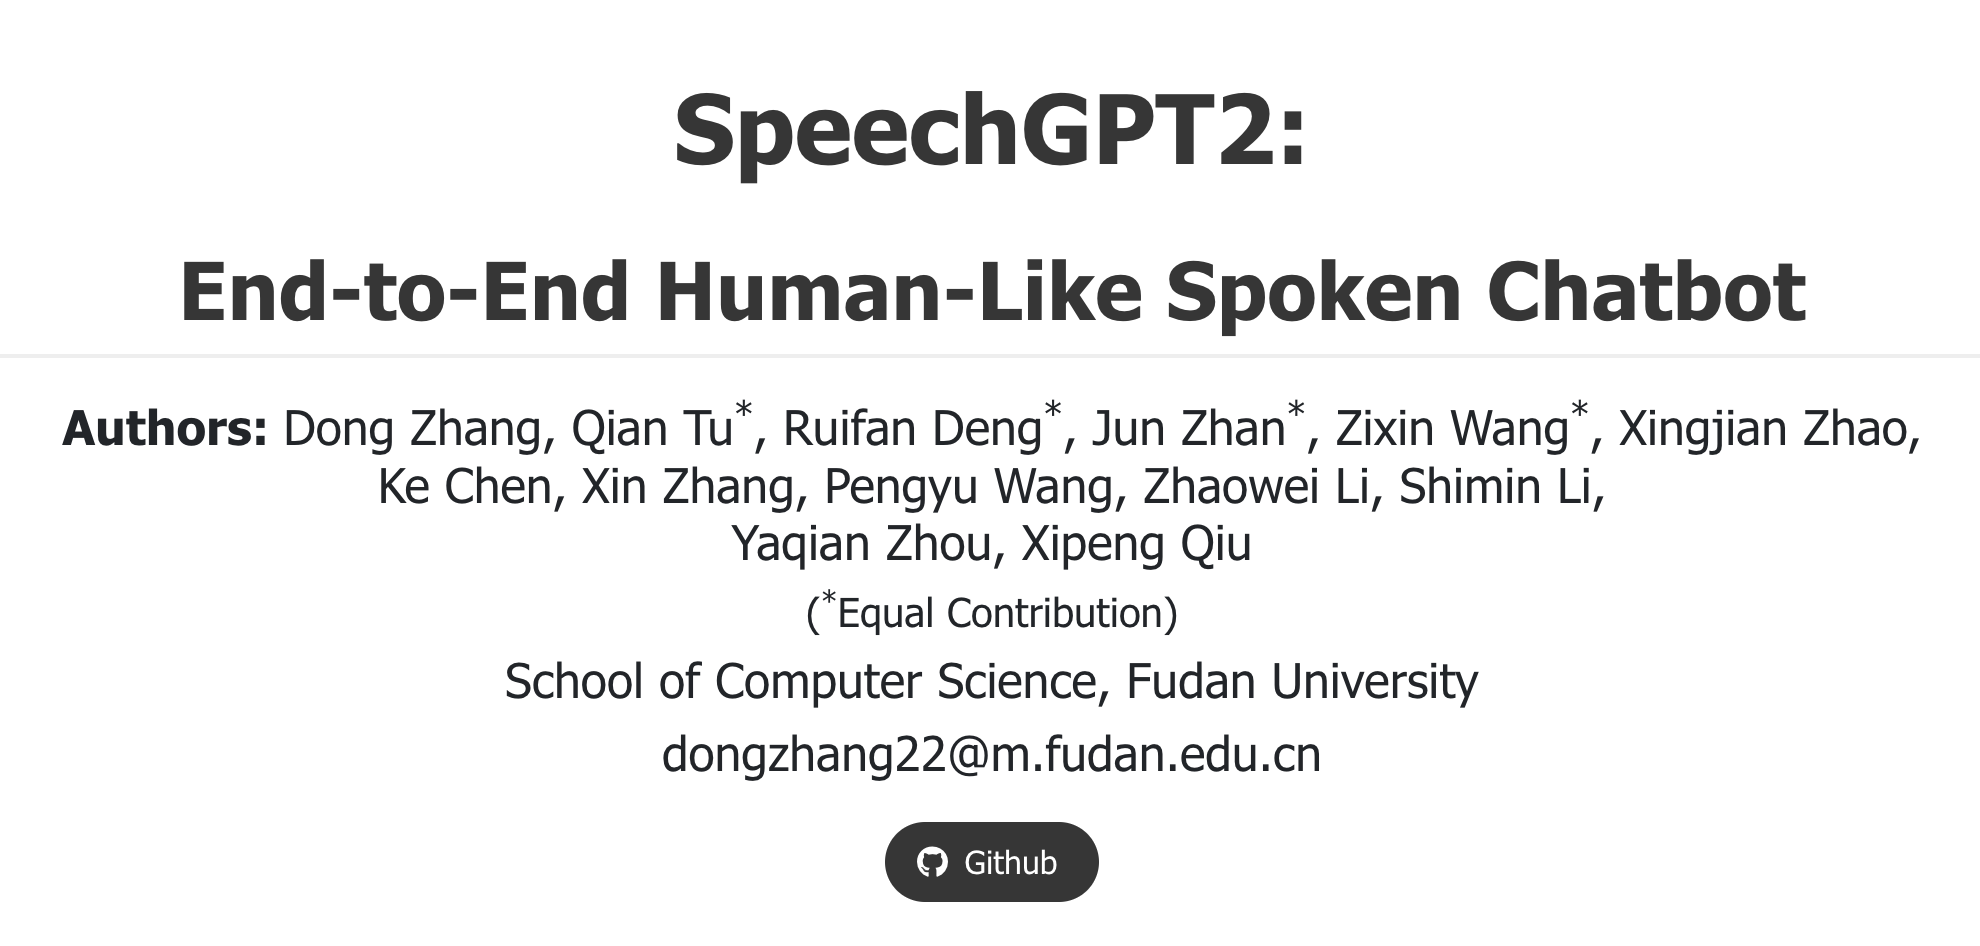 SpeechGPT2:
End-to-End Human-Like Spoken Chatbot
Authors: Dong Zhang, Qian Tu*, Ruifan Deng*, Jun Zhan*, Zixin Wang*, Xingjian Zhao,
Ke Chen, Xin Zhang, Pengyu Wang, Zhaowei Li, Shimin Li,
Yaqian Zhou, Xipeng Qiu
(*Equal Contribution)
School of Computer Science, Fudan University
dongzhang22@m.fudan.edu.cn
Github